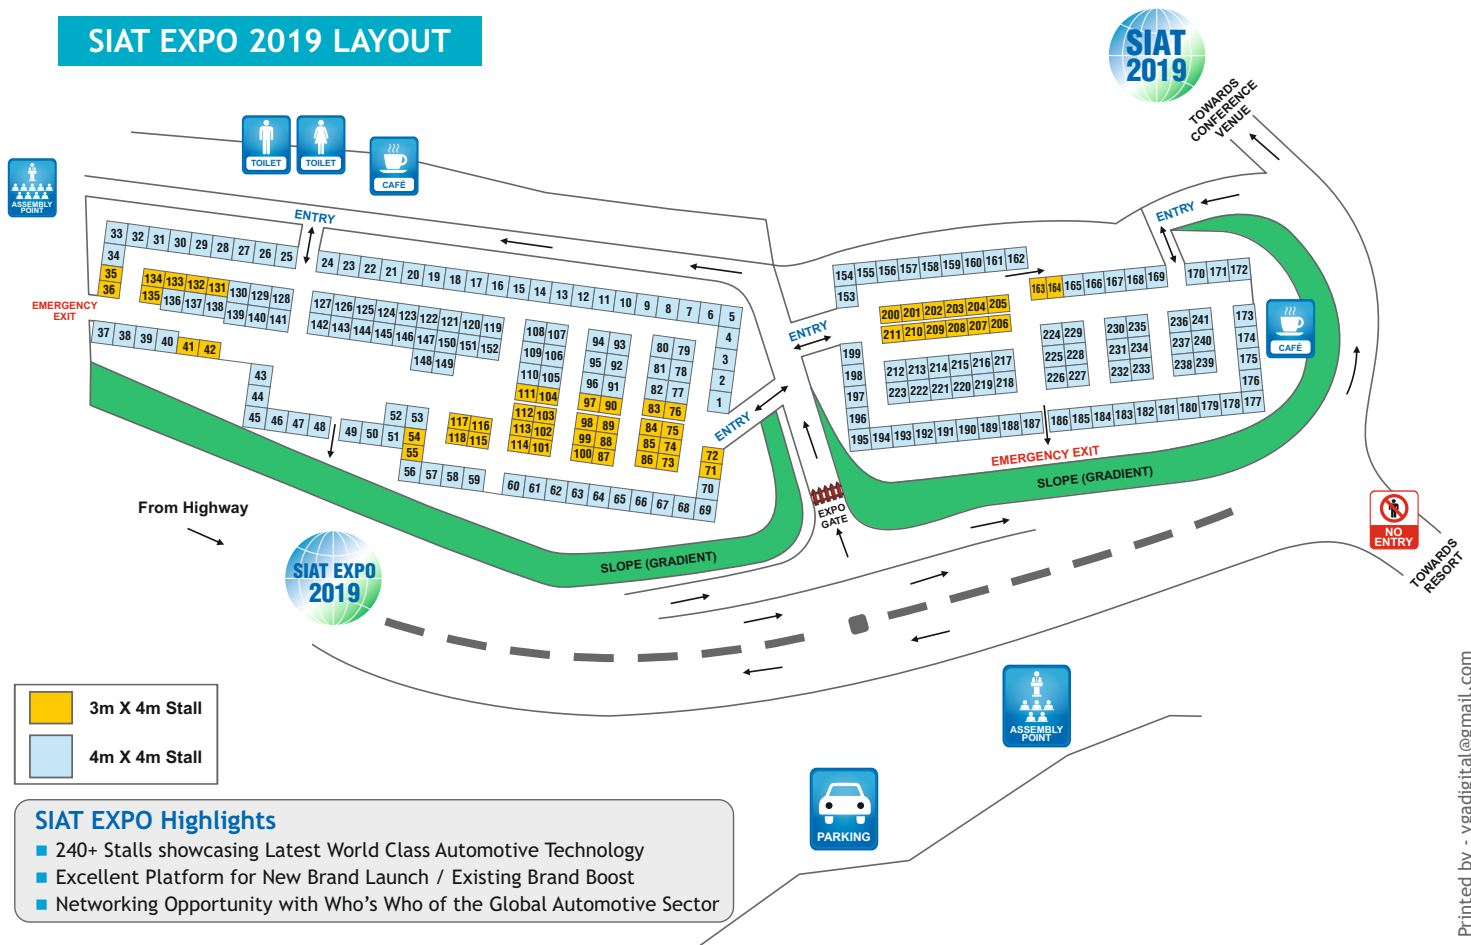 SIAT EXPO 2019 LAYOUT
SIAT
2019
TOWARDS
CONFERENCE
VENUE
TOILET
TOILET
CAFÉ
ASSEMBLY
POINT
ENTRY
ENTRY
33 32 31 30 29 28 27 26 25
34
35
36
24 23 22 21 20 19 18 17 16 15 14 13 12 11 10 9 8 7 6 5
4
3
2
1
134 133 132 131 130 129 128
135 136 137 138 139 140 141
127 126 125 124 123 122 121 120 119
142 143 144 145 146 147 150 151 152
148 149
EMERGENCY
EXIT
37 38 39 40 41 42
43
44
45 46 47 48
49 50 51
52 53
54
55
56 57 58 59
60 61 62 63 64 65 66 67 68 69
70
71
72
117 116
118 115
108 107
109 106
110 105
111 104
112 103
113 102
114 101
94 93
95 92
96 91
97 90
98 89
99 88
100 87
80 79
81 78
82 77
83 76
84 75
85 74
86 73
ENTRY
ENTRY
154 155 156 157 158 159 160 161 162
153
163 164 165 166 167 168 169
170 171 172
200 201 202 203 204 205
211 210 209 208 207 206
212 213 214 215 216 217
223 222 221 220 219 218
224 229
225 228
226 227
230 235
231 234
232 233
236 241
237 240
238 239
173
174
175
176
199
198
197
196
195 194 193 192 191 190 189 188 187
186 185 184 183 182 181 180 179 178 177
CAFÉ
EMERGENCY EXIT
SLOPE (GRADIENT)
EXPO
GATE
SLOPE (GRADIENT)
From Highway
SIAT EXPO
2019
NO
ENTRY
TOWARDS
RESORT
ASSEMBLY
POINT
PARKING
3m X 4m Stall
4m X 4m Stall
SIAT EXPO Highlights
240+ Stalls showcasing Latest World Class Automotive Technology
Excellent Platform for New Brand Launch / Existing Brand Boost
Networking Opportunity with Who's Who of the Global Automotive Sector
Printed by - vgadigital@gmail.com